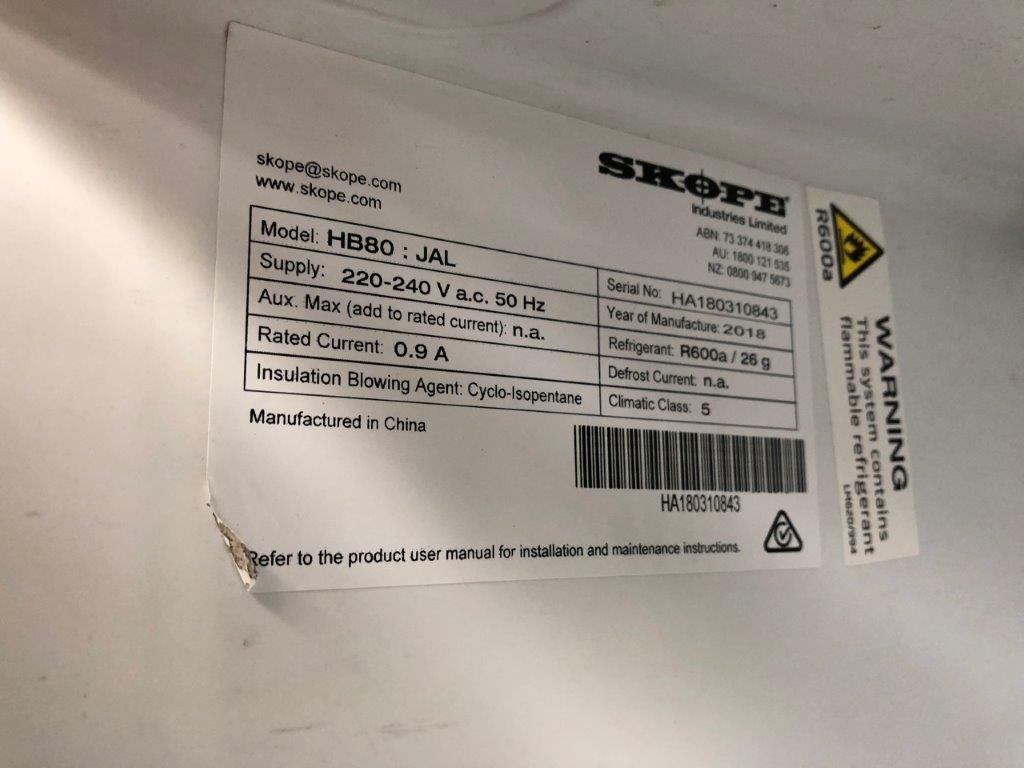 skope@skope.com
www.skope.com
SKOPE
Industries Limited
ABN: 73 374 418 306
AU: 1800 121 535
NZ: 0800 947 5673
Model: HB80 : JAL
Supply: 220-240 V a.c. 50 Hz
Aux. Max (add to rated current): n.a.
Rated Current: 0.9 A
Insulation Blowing Agent: Cyclo-Isopentane
Serial No: HA180310843
Year of Manufacture: 2018
Refrigerant: R600a / 26 g
Defrost Current: n.a.
Climatic Class: 5
Manufactured in China
HA180310843
Refer to the product user manual for installation and maintenance instructions.
R600a
WARNING
This system contains
flammable refrigerant
LH620/994